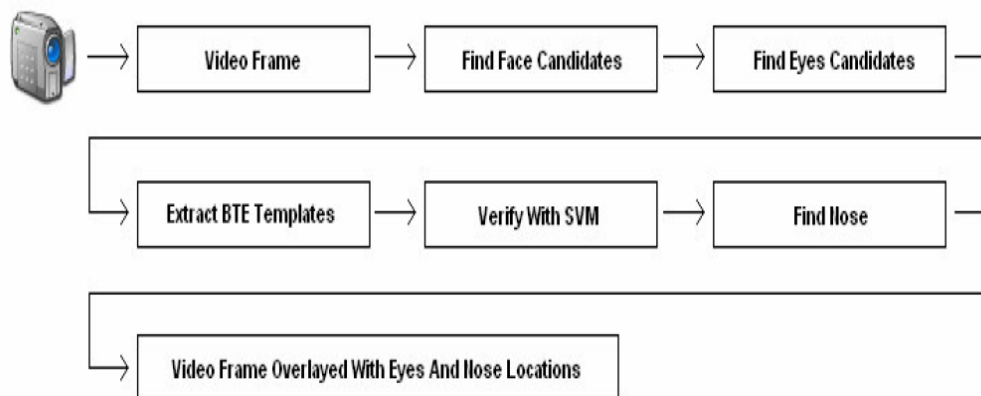 Video Frame
Find Face Candidates
Find Eyes Candidates
Extract BTE Templates
Verify With SVM
Find Nose
Video Frame Overlayed With Eyes And Nose Locations